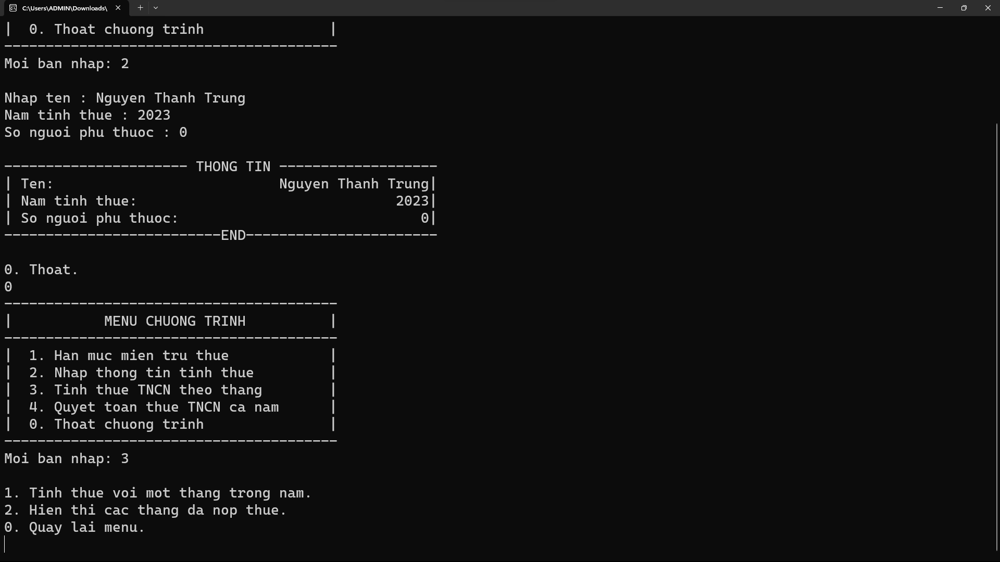 C:\Users\ADMIN\Downloads\
|  0. Thoat chuong trinh               |
----------------------------------------
Moi ban nhap: 2
Nhap ten : Nguyen Thanh Trung
Nam tinh thue : 2023
So nguoi phu thuoc : 0
---------------------- THONG TIN -------------------
| Ten:                           Nguyen Thanh Trung|
| Nam tinh thue:                               2023|
| So nguoi phu thuoc:                             0|
--------------------------END-----------------------
0. Thoat.
0
----------------------------------------
|           MENU CHUONG TRINH          |
----------------------------------------
|  1. Han muc mien tru thue            |
|  2. Nhap thong tin tinh thue         |
|  3. Tinh thue TNCN theo thang        |
|  4. Quyet toan thue TNCN ca nam      |
|  0. Thoat chuong trinh               |
----------------------------------------
Moi ban nhap: 3
1. Tinh thue voi mot thang trong nam.
2. Hien thi cac thang da nop thue.
0. Quay lai menu.